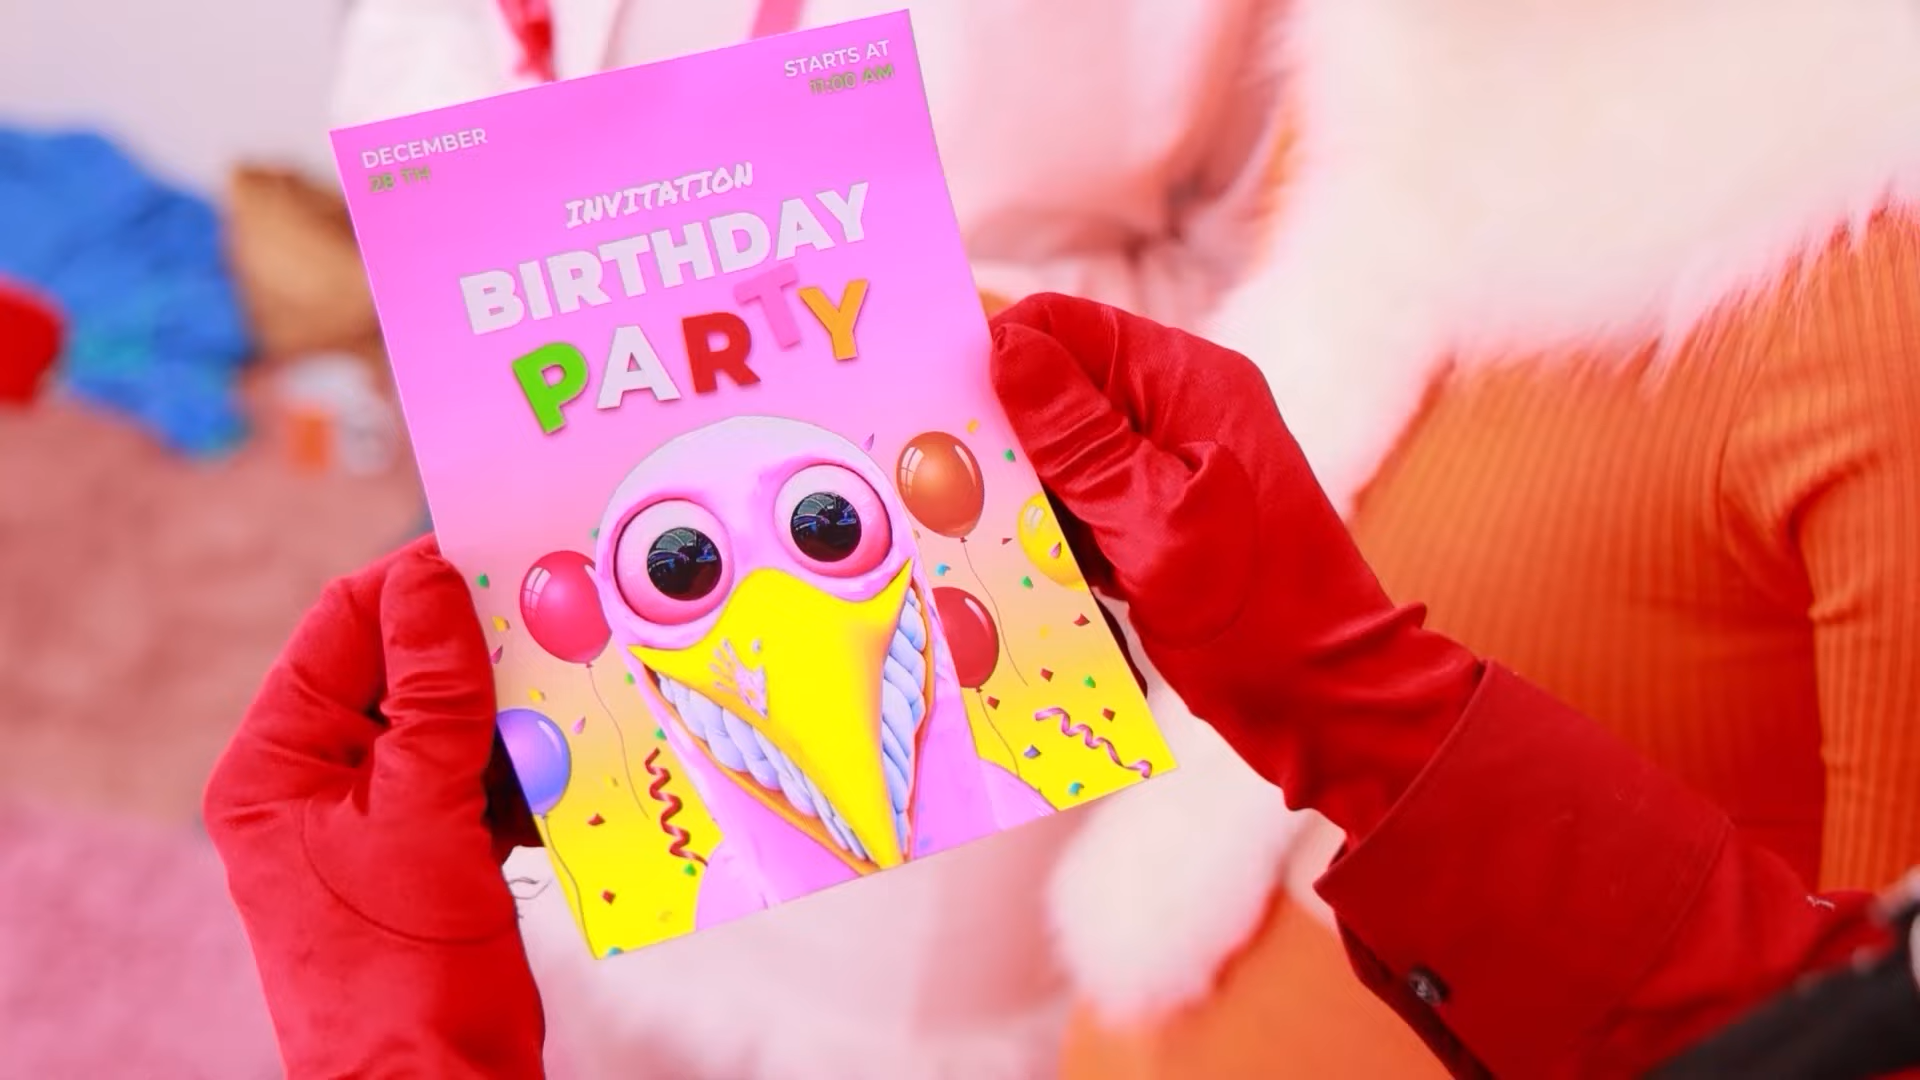 DECEMBER
28 TH
STARTS AT
11:00 AM
INVITATION
BIRTHDAY
PARTY